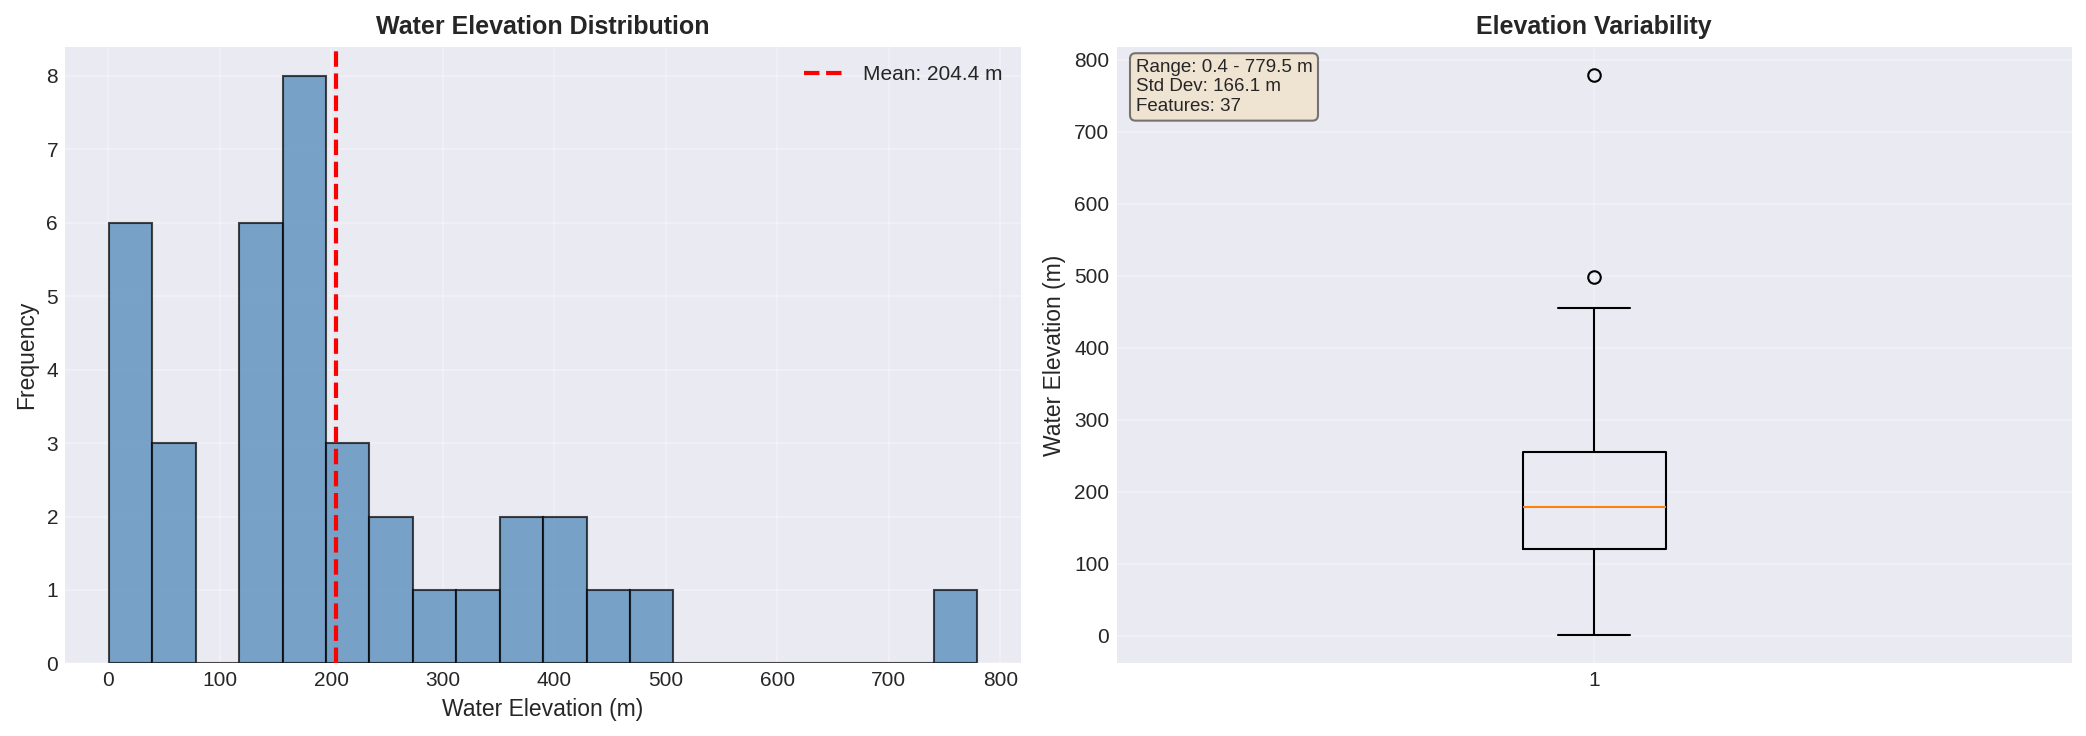 Water Elevation Distribution
8
7
6
5
4
3
2
1
0
Frequency
Mean: 204.4 m
0 100 200 300 400 500 600 700 800
Water Elevation (m)
Elevation Variability
800
700
600
500
400
300
200
100
0
Water Elevation (m)
Range: 0.4 - 779.5 m
Std Dev: 166.1 m
Features: 37
1